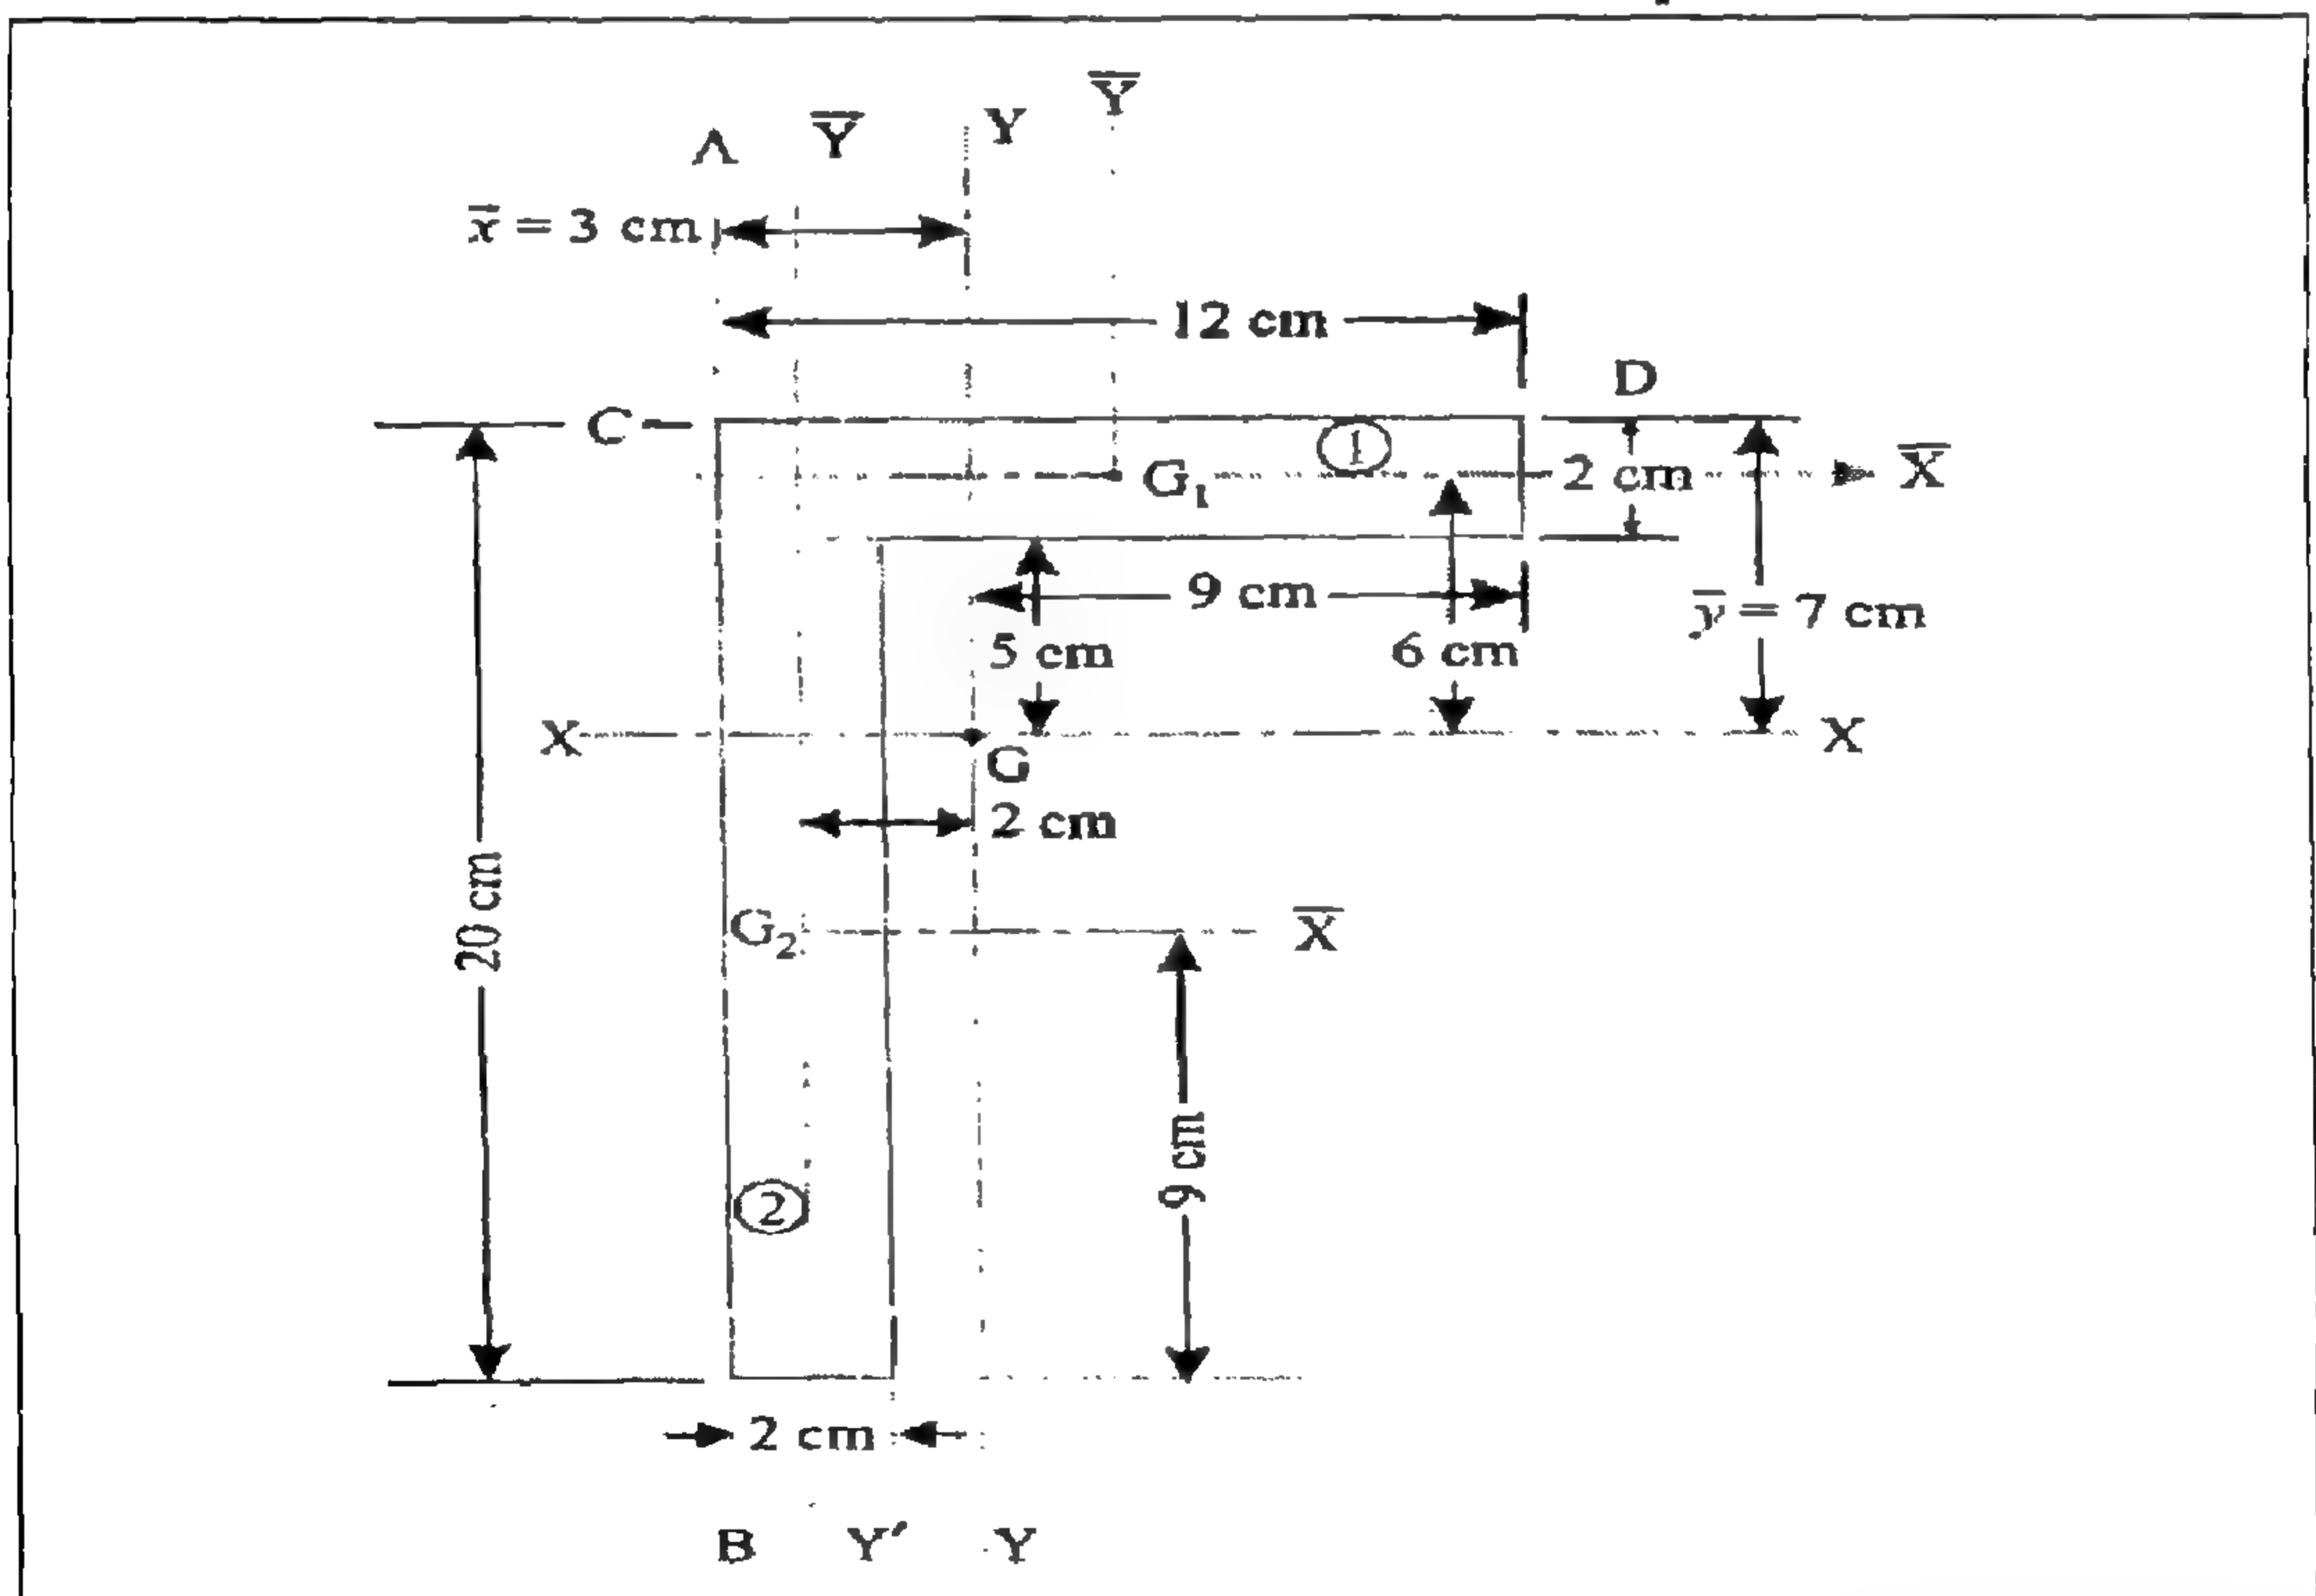 Y̅
A Y̅ Y
x̅ = 3 cm
12 cm
D
C
1
G₁ 2 cm X̅
9 cm
y̅ = 7 cm
5 cm 6 cm
X X
G
2 cm
20 cm
G₂ X̅
9 cm
2
2 cm
B Y′ Y